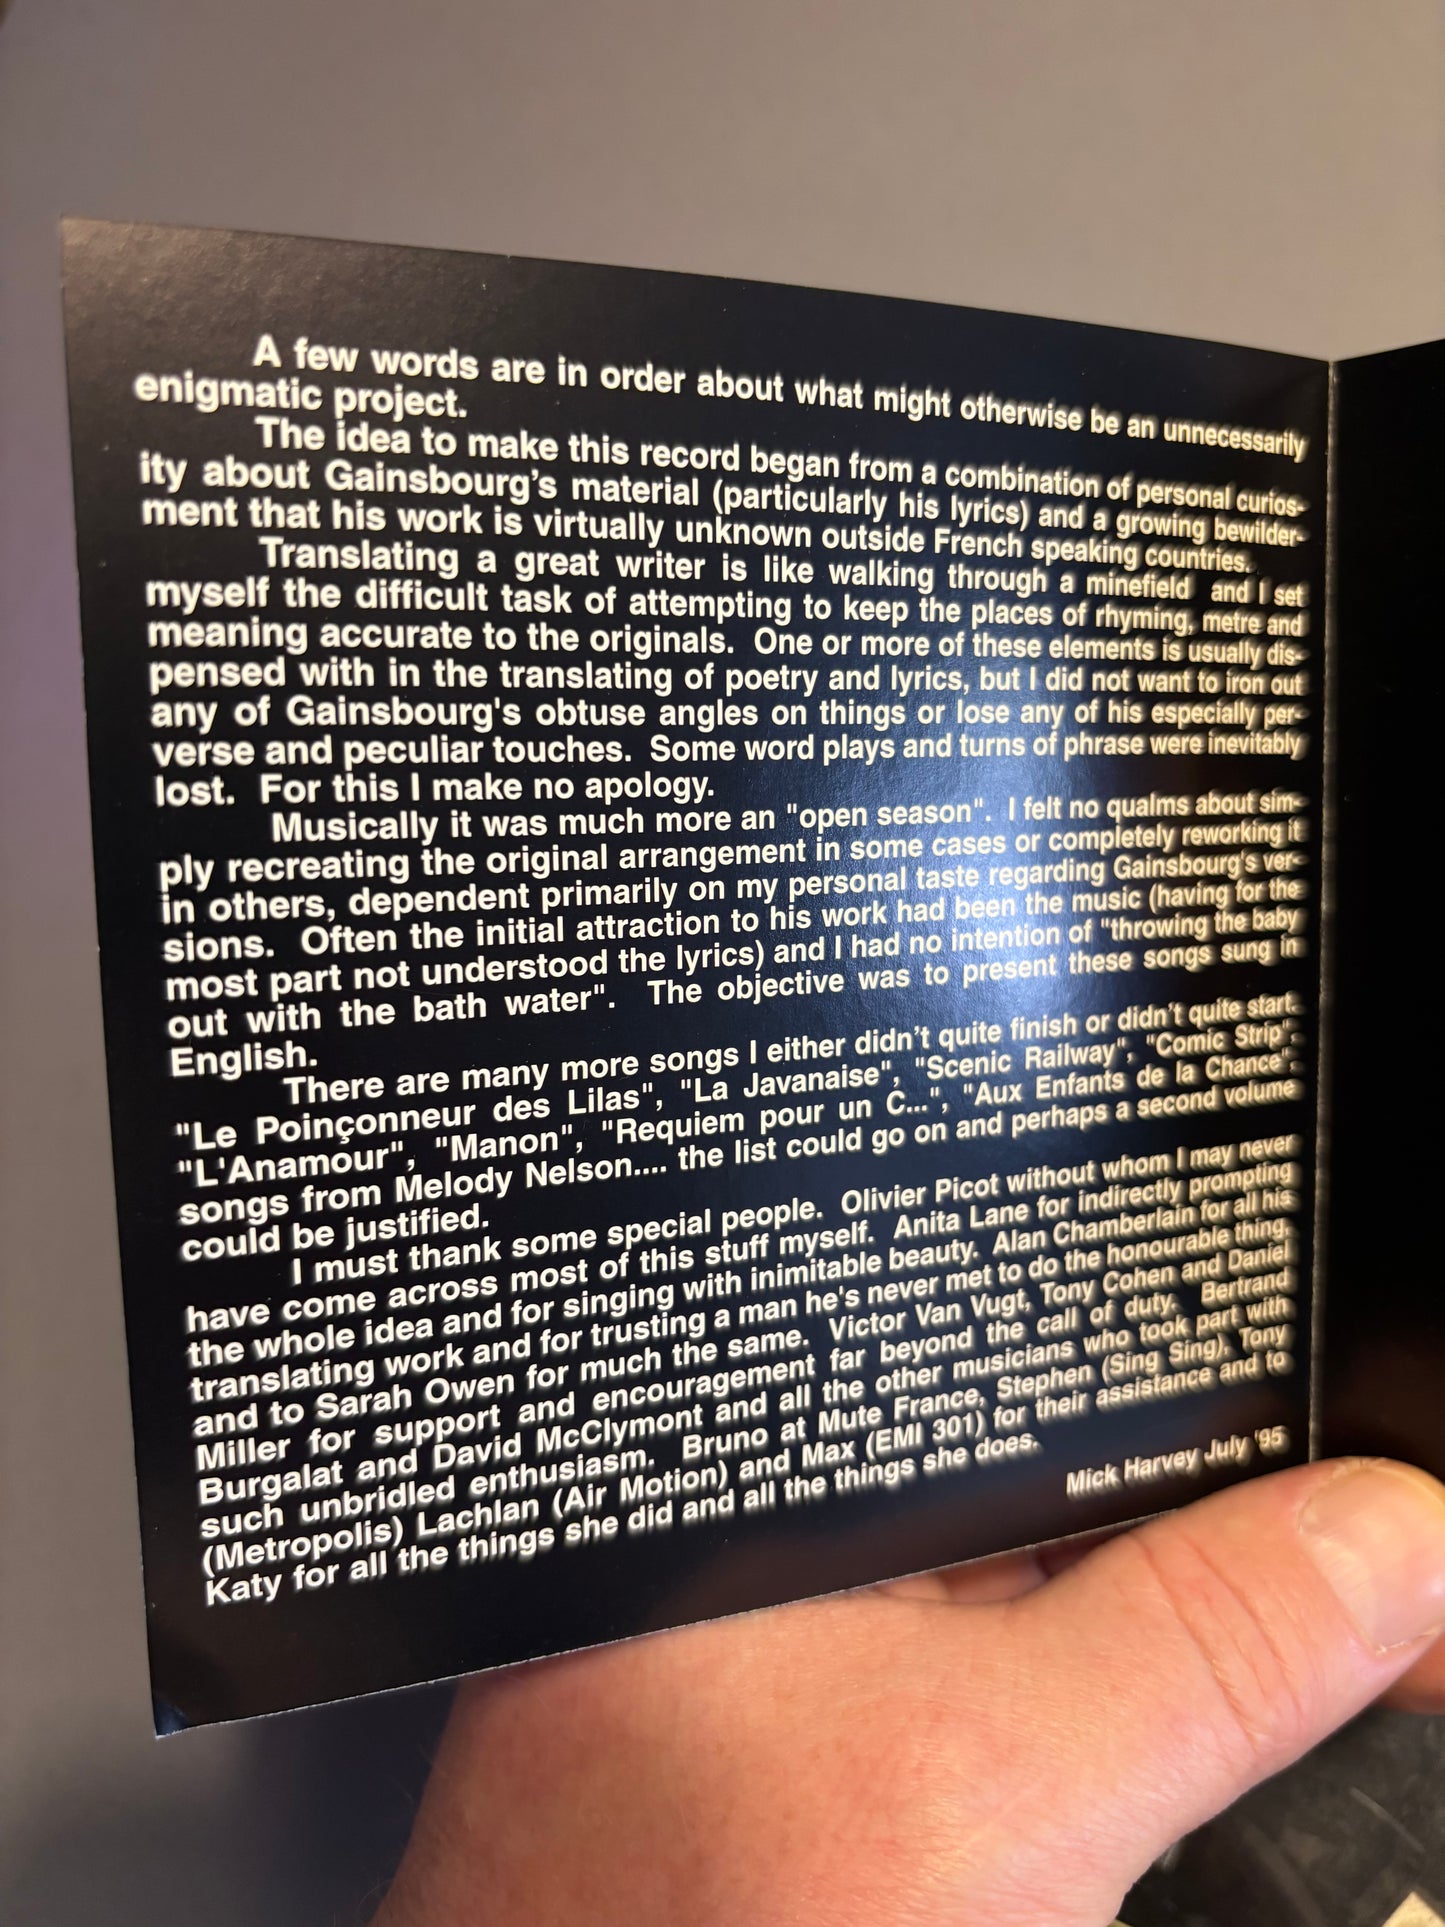 A few words are in order about what might otherwise be an unnecessarily
enigmatic project.
The idea to make this record began from a combination of personal curios-
ity about Gainsbourg's material (particularly his lyrics) and a growing bewilder-
ment that his work is virtually unknown outside French speaking countries.
Translating a great writer is like walking through a minefield and I set
myself the difficult task of attempting to keep the places of rhyming, metre and
meaning accurate to the originals. One or more of these elements is usually dis-
pensed with in the translating of poetry and lyrics, but I did not want to iron out
any of Gainsbourg's obtuse angles on things or lose any of his especially per-
verse and peculiar touches. Some word plays and turns of phrase were inevitably
lost. For this I make no apology.
Musically it was much more an "open season". I felt no qualms about sim-
ply recreating the original arrangement in some cases or completely reworking it
in others, dependent primarily on my personal taste regarding Gainsbourg's ver-
sions. Often the initial attraction to his work had been the music (having for the
most part not understood the lyrics) and I had no intention of "throwing the baby
out with the bath water". The objective was to present these songs sung in
English.
There are many more songs I either didn't quite finish or didn't quite start.
"Le Poinçonneur des Lilas", "La Javanaise", "Scenic Railway", "Comic Strip",
"L'Anamour", "Manon", "Requiem pour un C...", "Aux Enfants de la Chance",
songs from Melody Nelson.... the list could go on and perhaps a second volume
could be justified.
I must thank some special people. Olivier Picot without whom I may never
have come across most of this stuff myself. Anita Lane for indirectly prompting
the whole idea and for singing with inimitable beauty. Alan Chamberlain for all his
translating work and for trusting a man he's never met to do the honourable thing,
and to Sarah Owen for much the same. Victor Van Vugt, Tony Cohen and Daniel
Miller for support and encouragement far beyond the call of duty. Bertrand
Burgalat and David McClymont and all the other musicians who took part with
such unbridled enthusiasm. Bruno at Mute France, Stephen (Sing Sing), Tony
(Metropolis) Lachlan (Air Motion) and Max (EMI 301) for their assistance and to
Katy for all the things she did and all the things she does.
Mick Harvey July '95